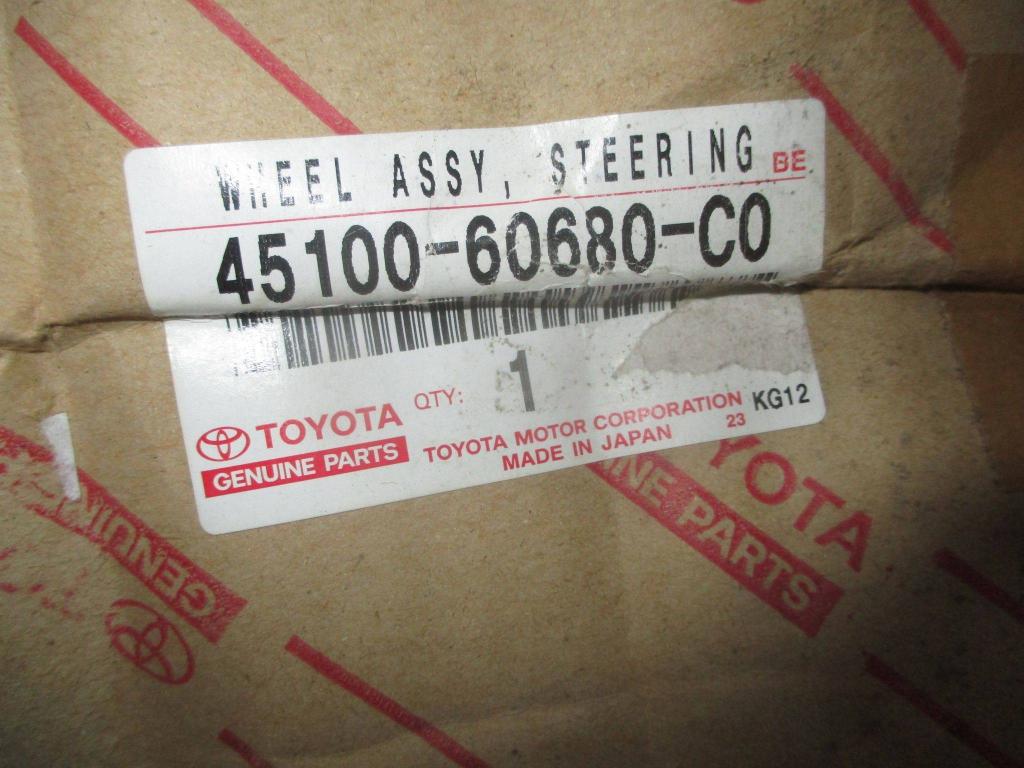 WHEEL ASSY, STEERING BE
45100-60680-C0
QTY: 1
TOYOTA
GENUINE PARTS
TOYOTA MOTOR CORPORATION KG12
MADE IN JAPAN 23
TOYOTA
GENUINE PARTS
GENUIN